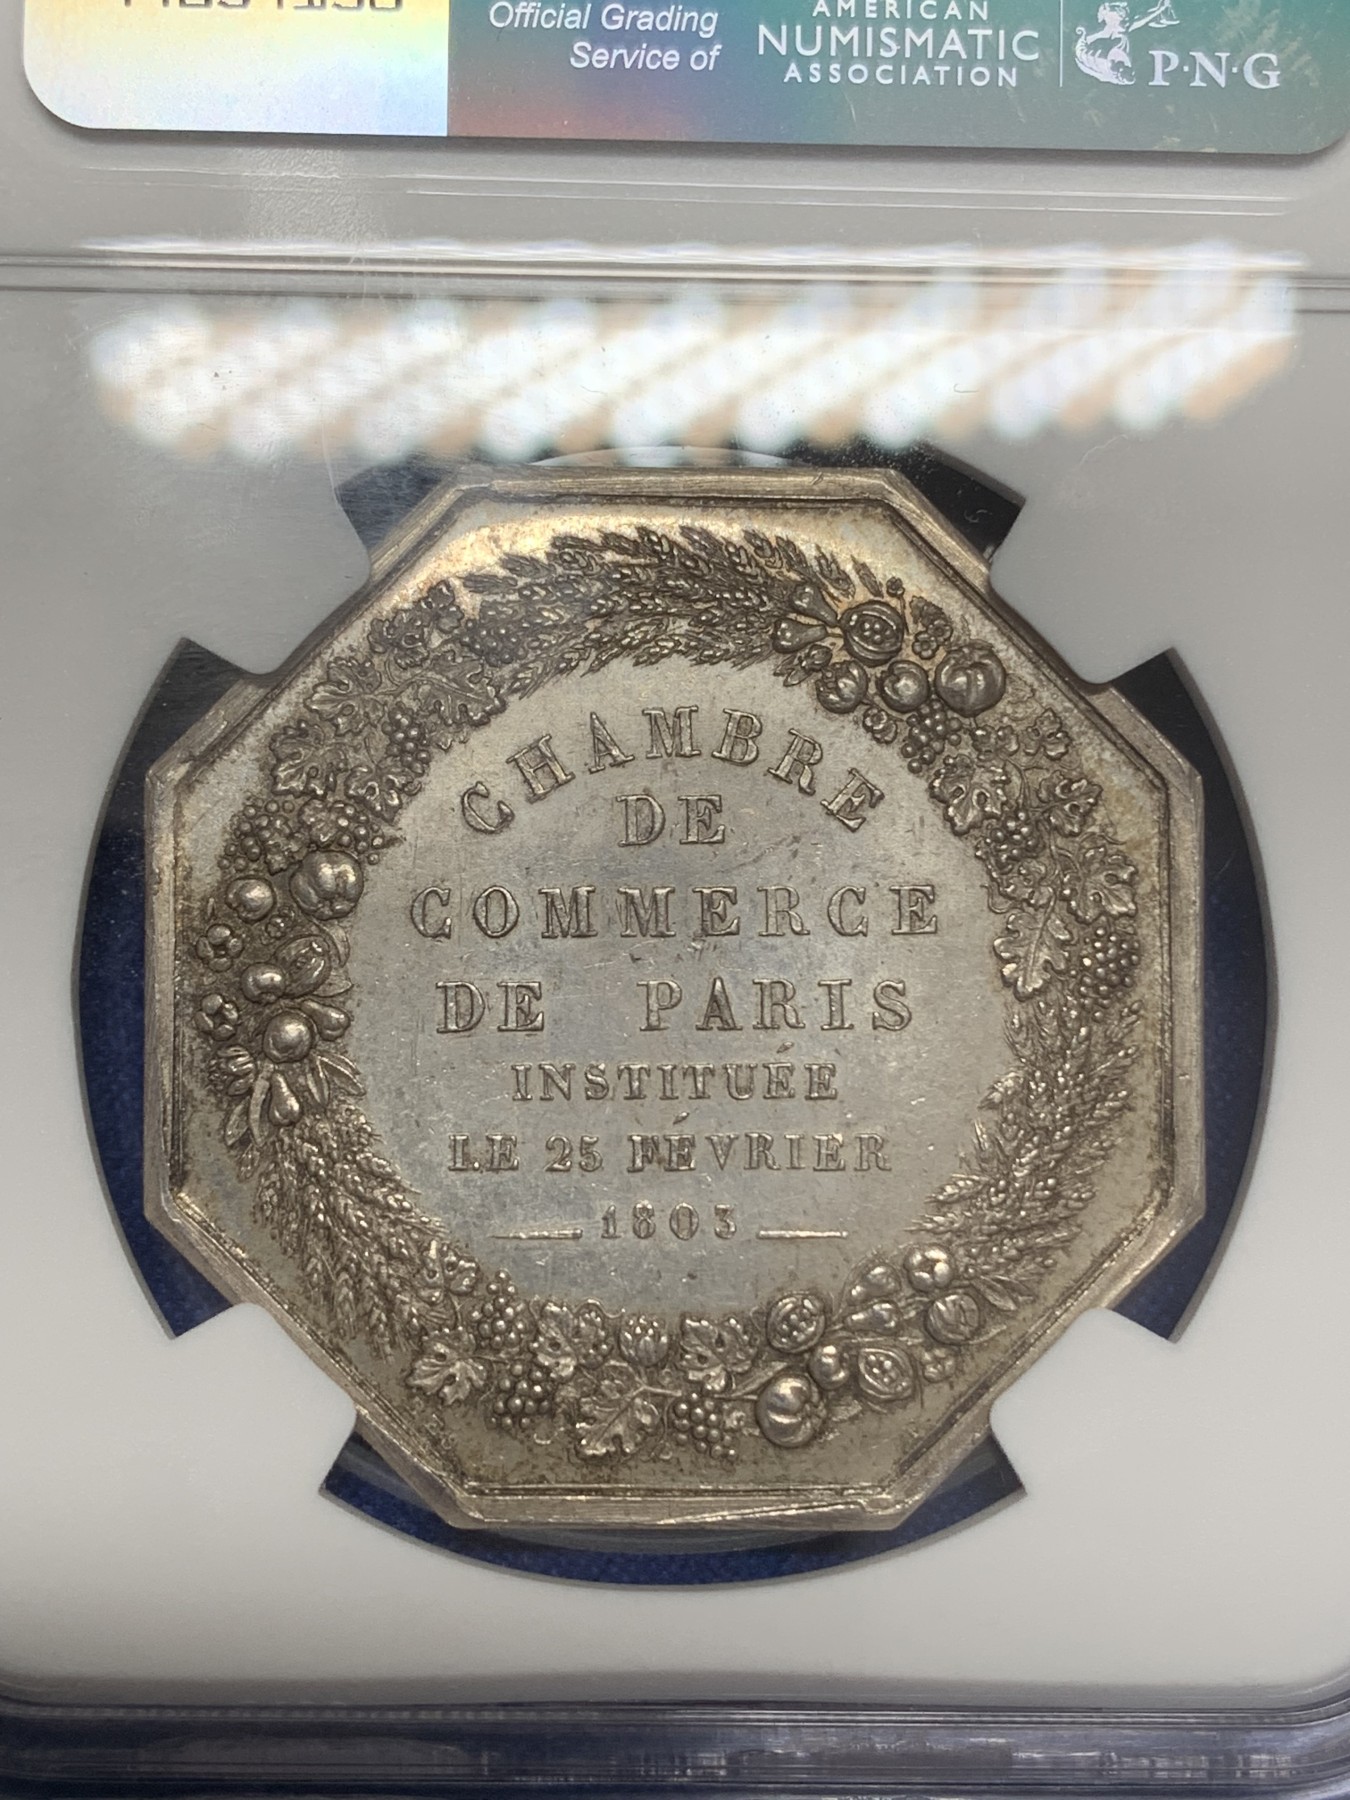 Official Grading
Service of
AMERICAN
NUMISMATIC
ASSOCIATION
P·N·G
CHAMBRE
DE
COMMERCE
DE PARIS
INSTITUÉE
LE 25 FÉVRIER
1803